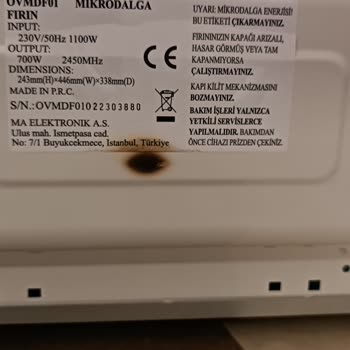 OVMDF01 MIKRODALGA
FIRIN
INPUT:
230V/50Hz 1100W
OUTPUT:
700W 2450MHz
DIMENSIONS:
243mm(H)×446mm(W)×338mm(D)
MADE IN P.R.C.
S/N.:OVMDF01022303880
MA ELEKTRONIK A.S.
Ulus mah. Ismetpasa cad.
No: 7/1 Buyukcekmece, Istanbul, Türkiye
CE
UYARI: MİKRODALGA ENERJİSİ!
BU ETİKETİ ÇIKARMAYINIZ.
FIRININIZIN KAPAĞI ARIZALI,
HASAR GÖRMÜŞ VEYA TAM
KAPANMIYORSA
ÇALIŞTIRMAYINIZ.
KAPI KİLİT MEKANİZMASINI
BOZMAYINIZ.
BAKIM İŞLERİ YALNIZCA
YETKİLİ SERVİSLERCE
YAPILMALIDIR. BAKIMDAN
ÖNCE CİHAZI PRİZDEN ÇEKİNİZ.